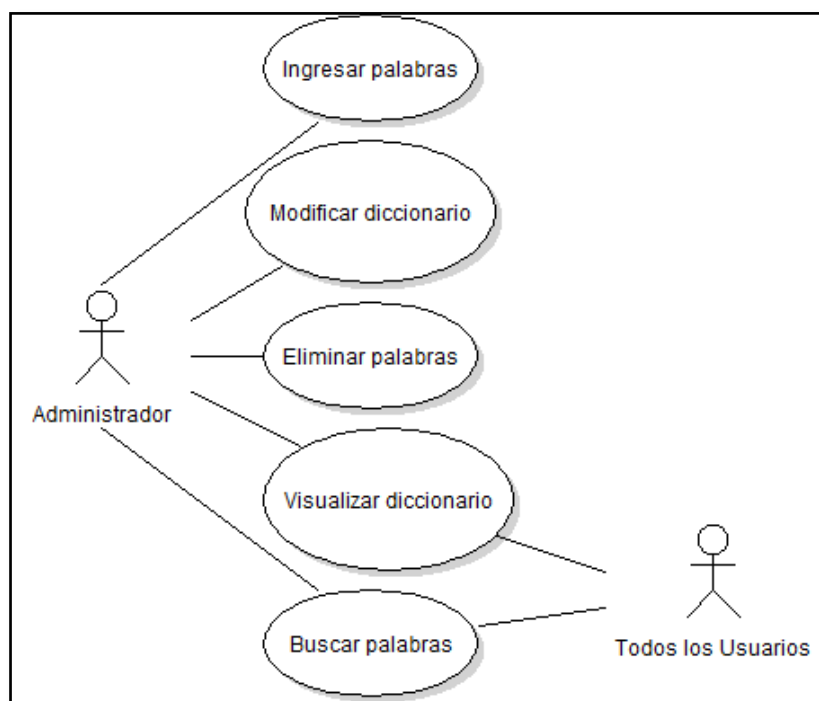 Ingresar palabras
Modificar diccionario
Eliminar palabras
Administrador
Visualizar diccionario
Buscar palabras
Todos los Usuarios